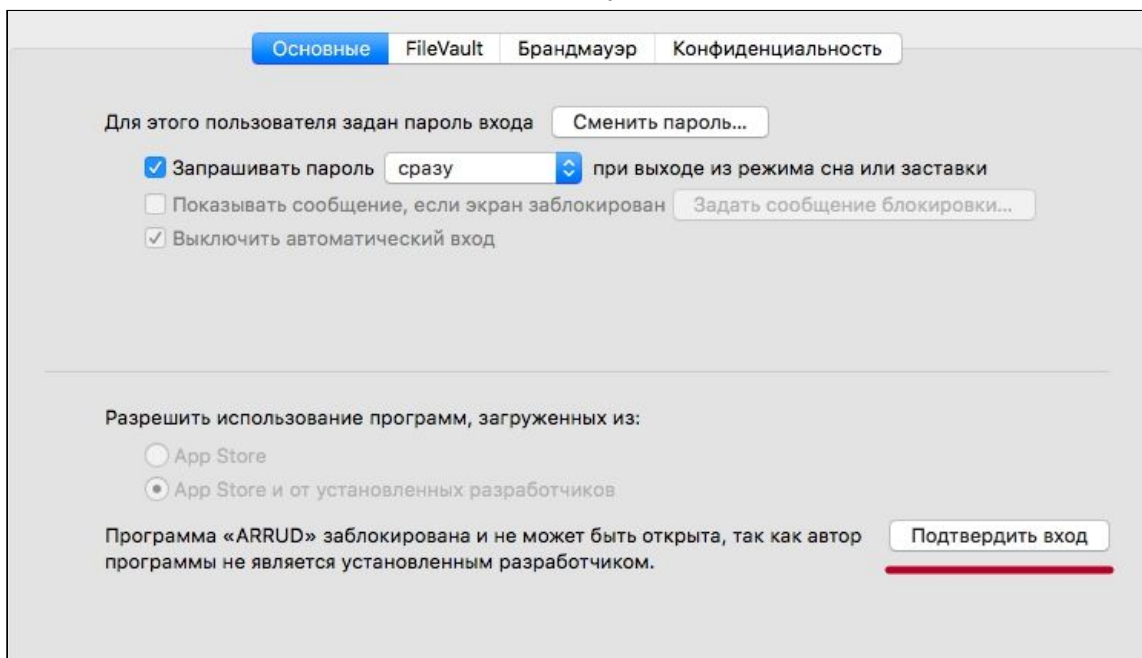 Основные FileVault Брандмауэр Конфиденциальность
Для этого пользователя задан пароль входа Сменить пароль...
Запрашивать пароль сразу при выходе из режима сна или заставки
Показывать сообщение, если экран заблокирован Задать сообщение блокировки...
Выключить автоматический вход
Разрешить использование программ, загруженных из:
App Store
App Store и от установленных разработчиков
Программа «ARRUD» заблокирована и не может быть открыта, так как автор Подтвердить вход
программы не является установленным разработчиком.